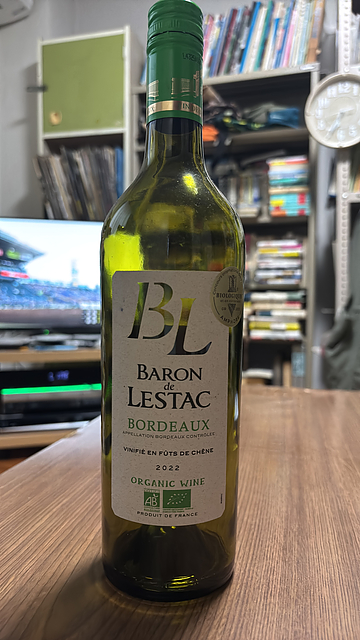 BL
BARON
de
LESTAC
BORDEAUX
APPELLATION BORDEAUX CONTRÔLÉE
VINIFIÉ EN FÛTS DE CHÊNE
2022
ORGANIC WINE
AB
PRODUIT DE FRANCE